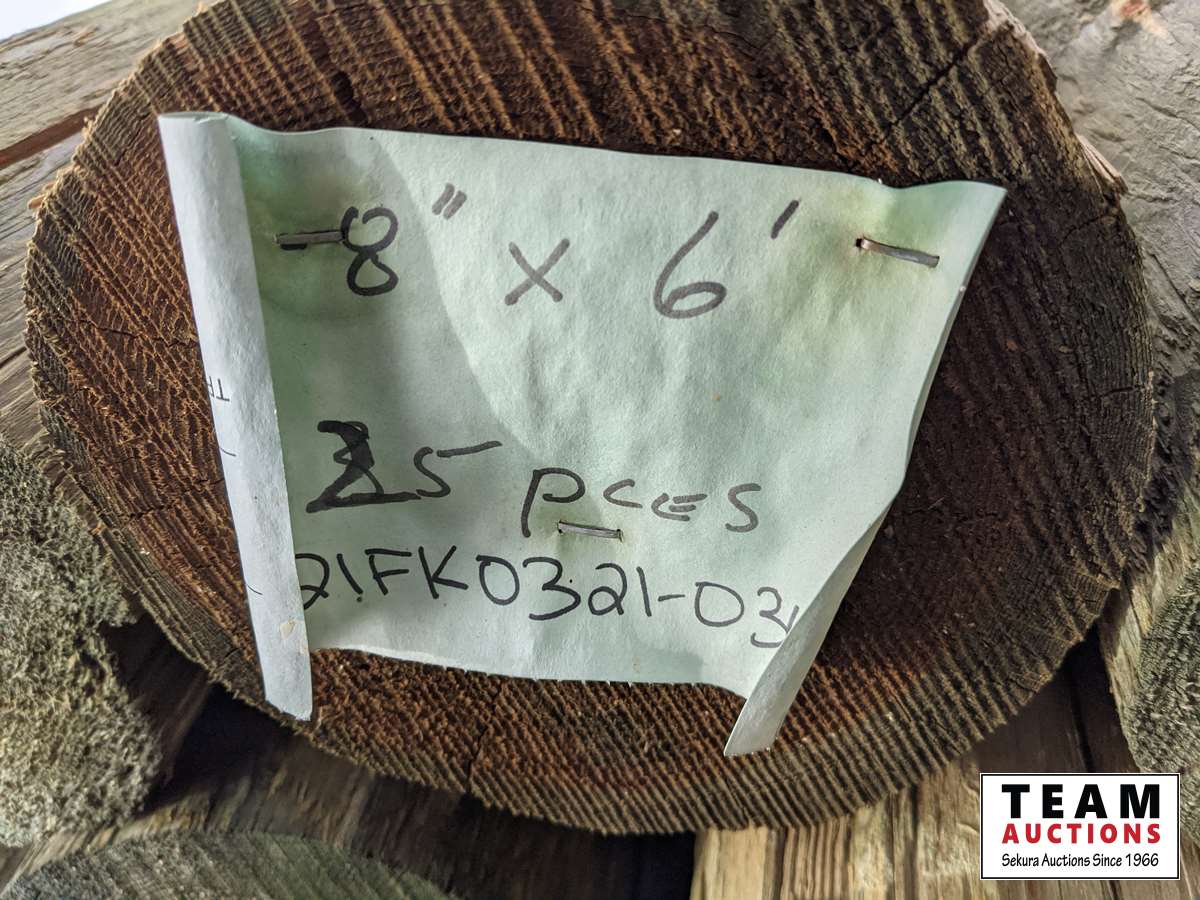 8" x 6'
25 PCES
21FK0321-03
TEAM
AUCTIONS
Sekura Auctions Since 1966